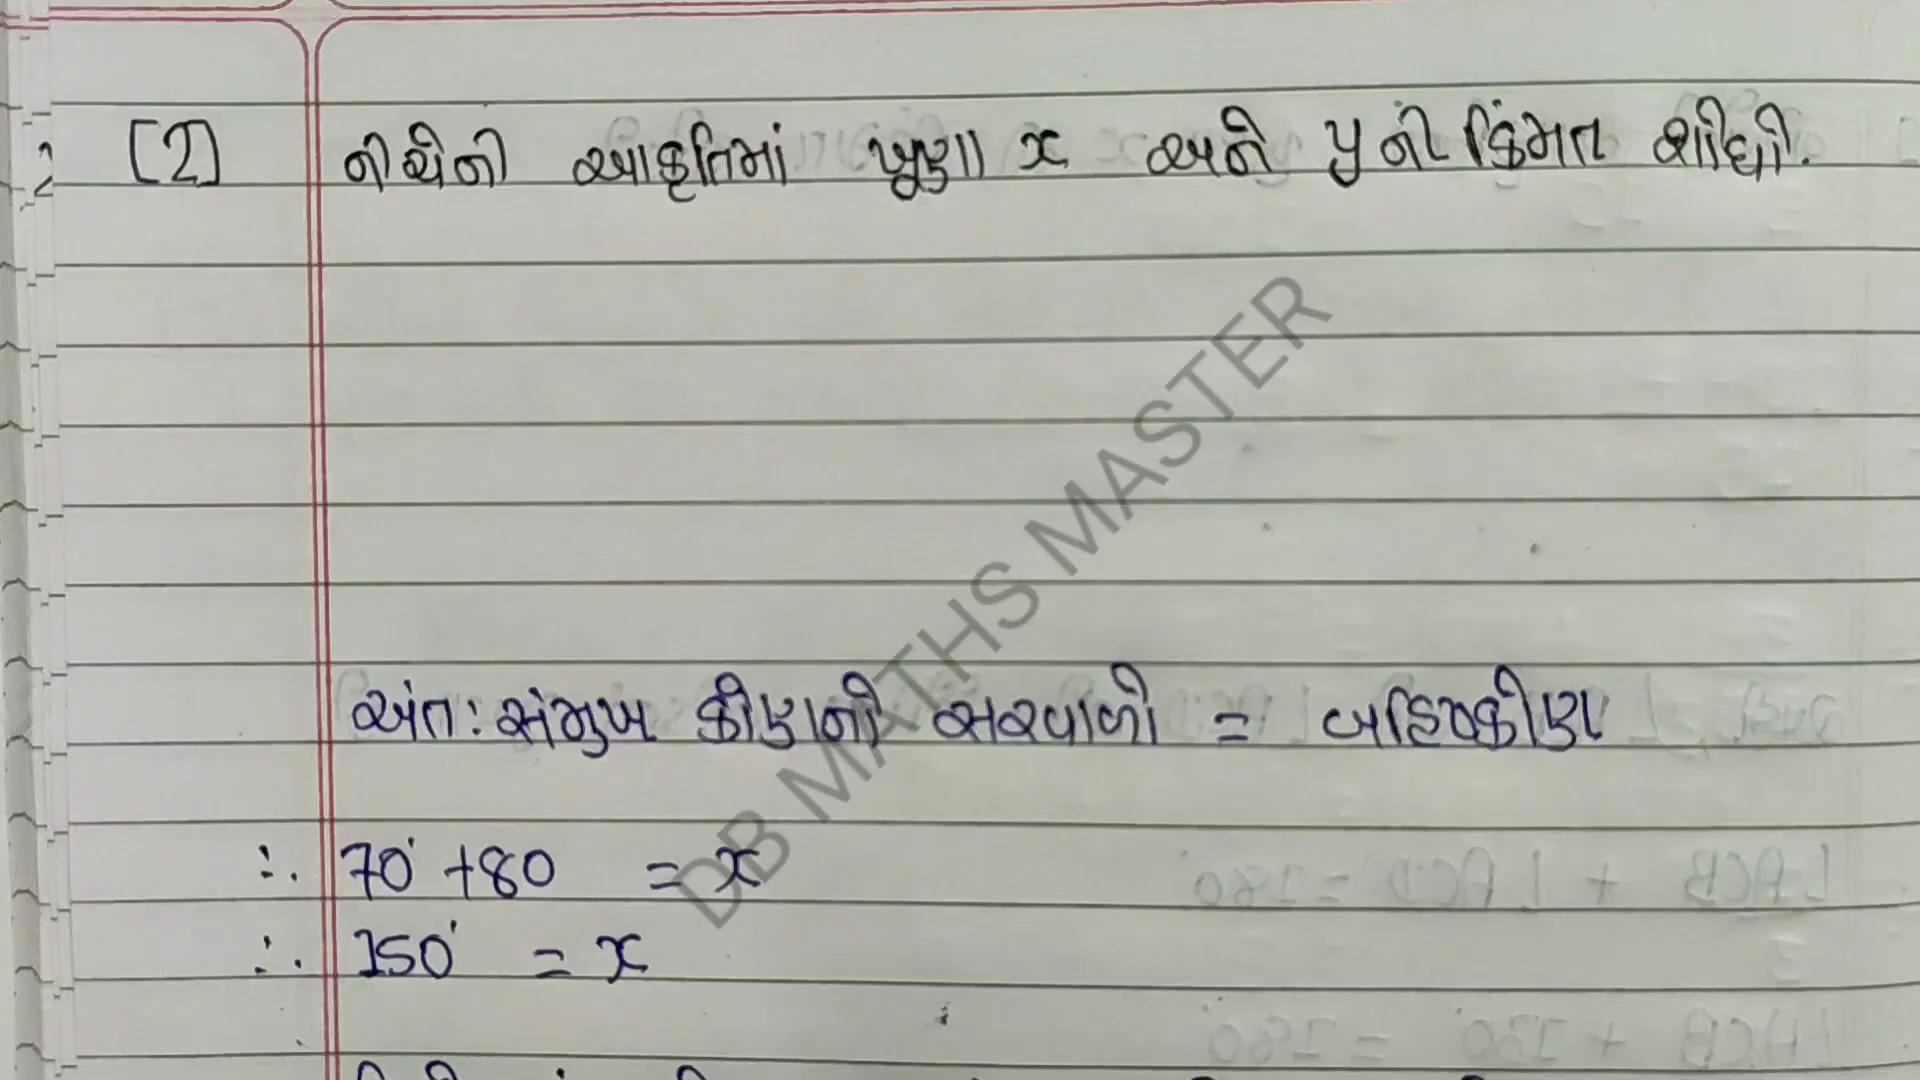 [2] નીચેની આકૃતિમાં ખૂણા x અને y ની કિંમત શોધો.
અંતઃસંમુખ કોણનો સરવાળો = બહિષ્કોણ
∴ 70° + 80 = x
∴ 150° = x
DB MATHS MASTER